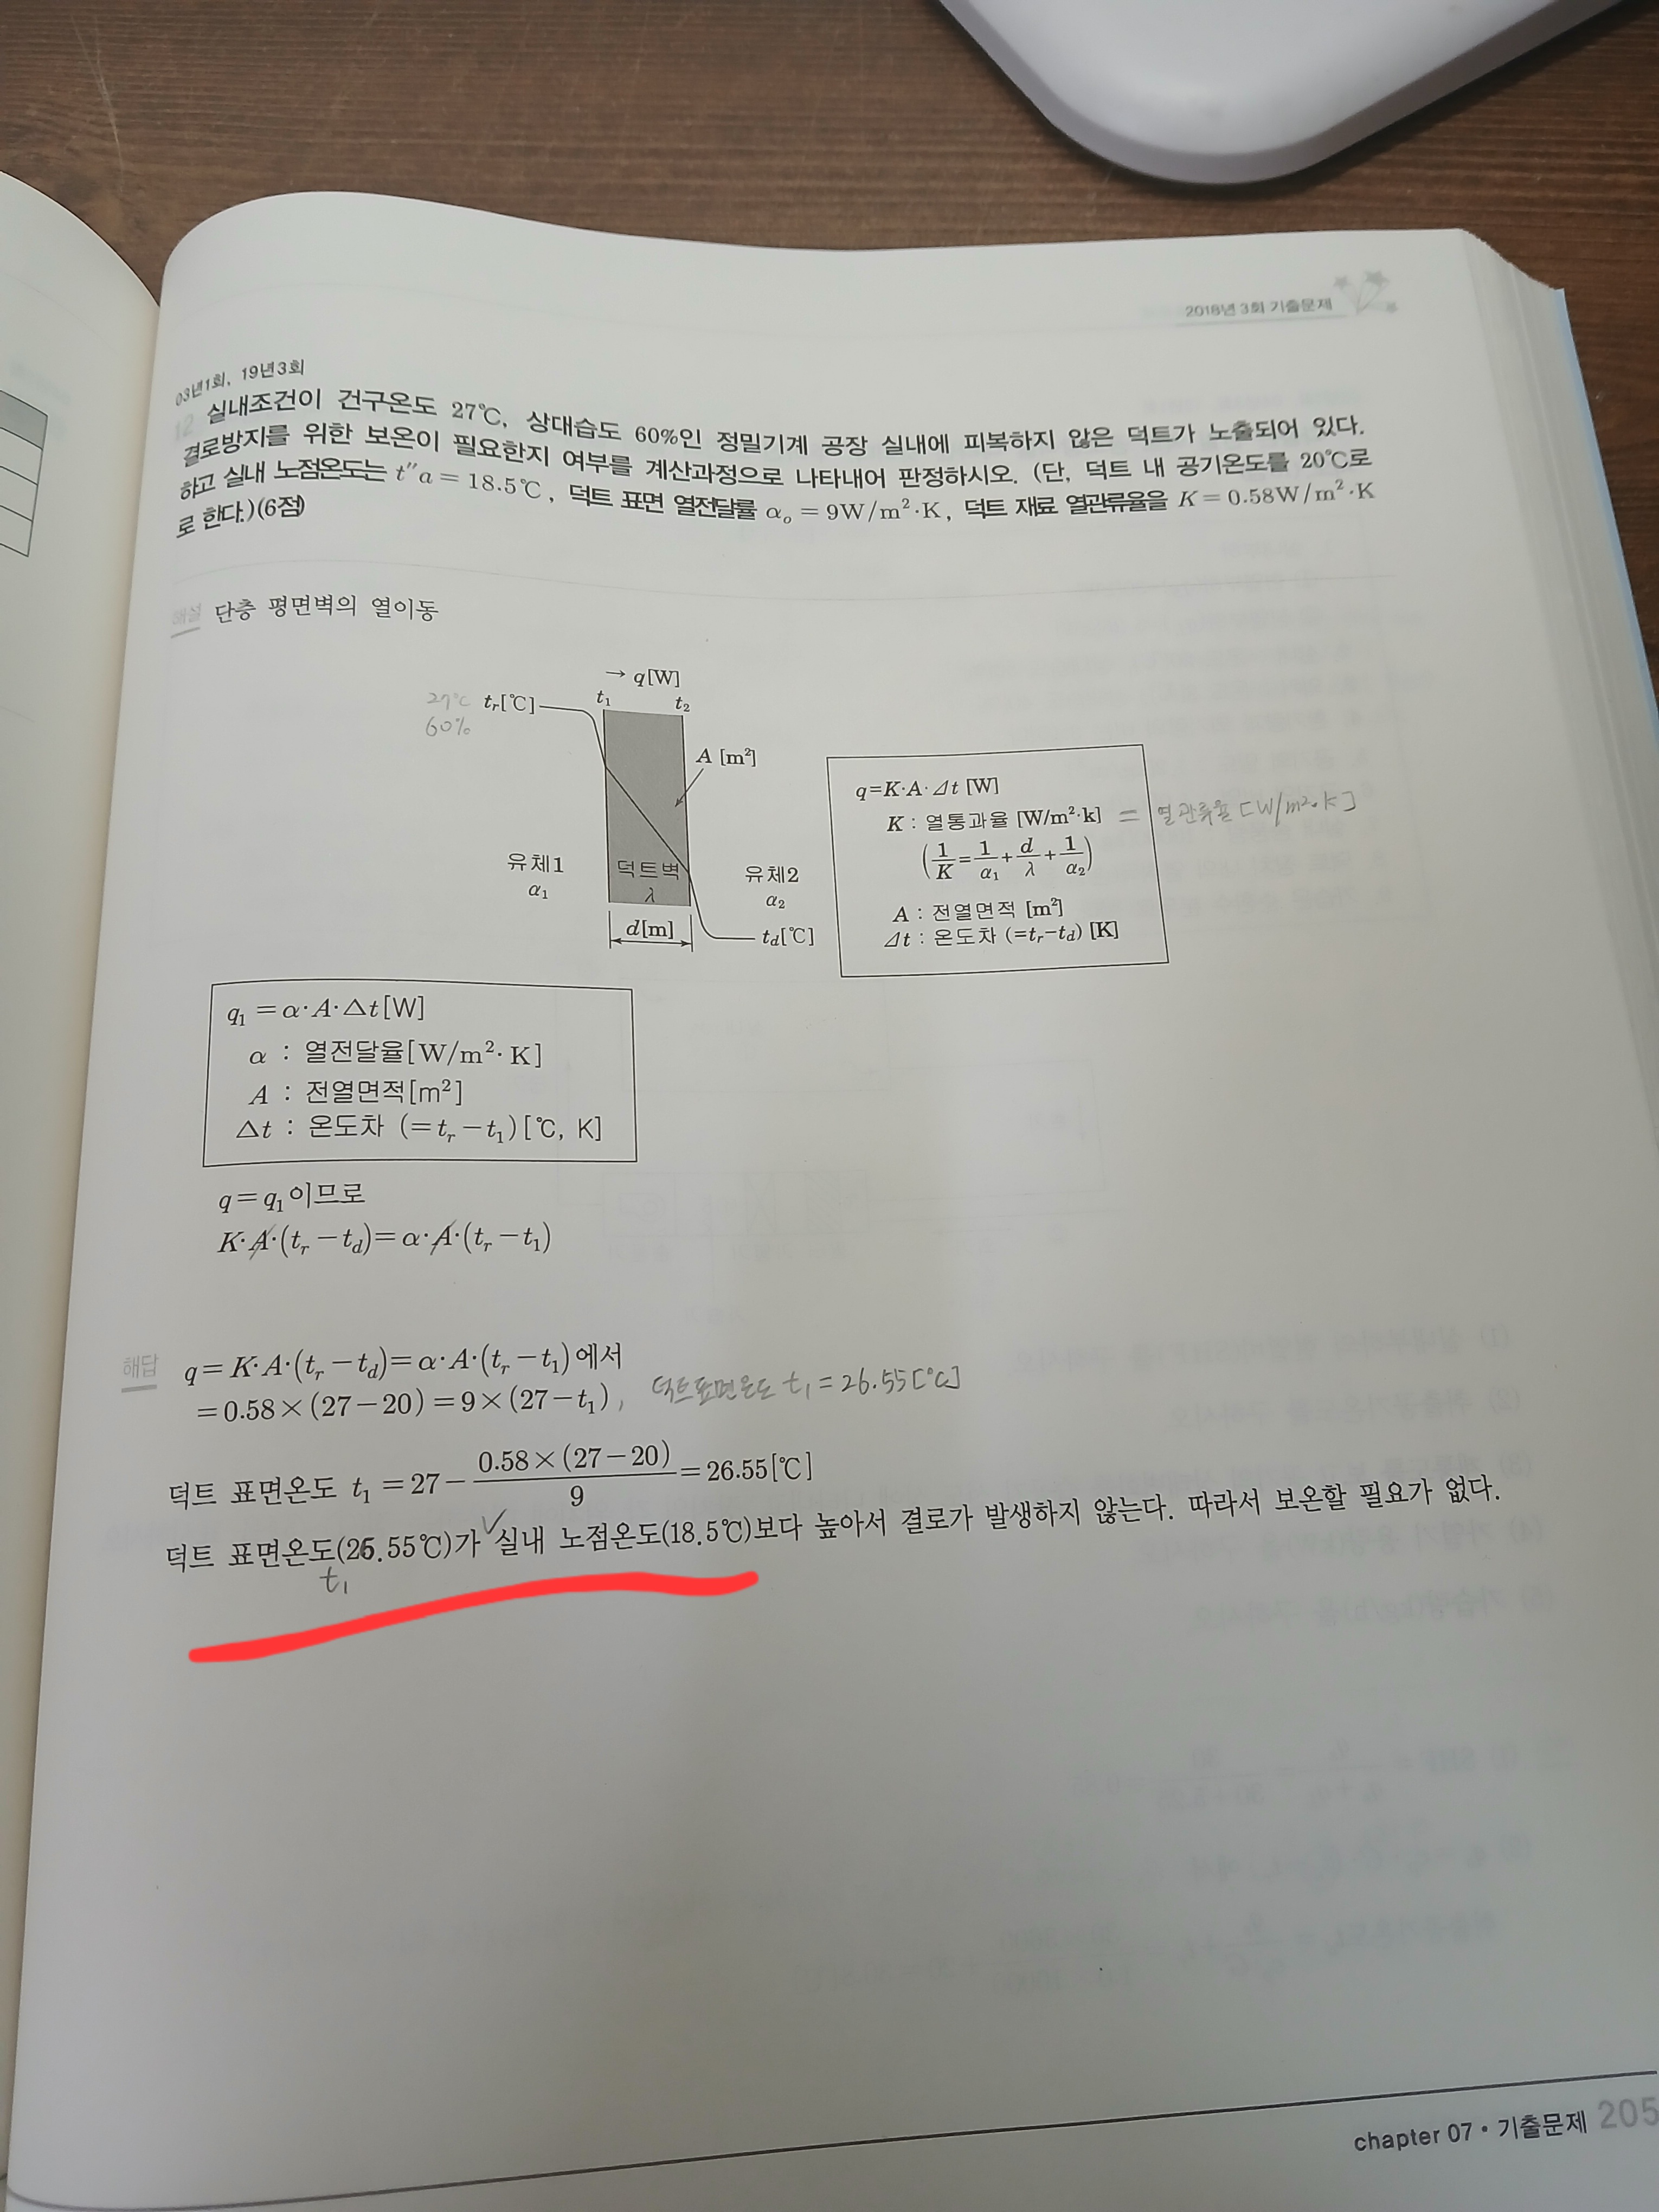 2018년 3회 기출문제
03년1회, 19년3회
12 실내조건이 건구온도 27℃, 상대습도 60%인 정밀기계 공장 실내에 피복하지 않은 덕트가 노출되어 있다.
결로방지를 위한 보온이 필요한지 여부를 계산과정으로 나타내어 판정하시오. (단, 덕트 내 공기온도를 20℃로
하고 실내 노점온도는 t″a = 18.5℃, 덕트 표면 열전달률 αₒ = 9W/m²·K, 덕트 재료 열관류율을 K = 0.58W/m²·K
로 한다.)(6점)
해설 단층 평면벽의 열이동
→ q[W]
27℃ tr[℃] t₁ t₂
60%
A [m²]
유체1 덕트벽 유체2
α₁ λ α₂
d[m] td[℃]
q=K·A·⊿t [W]
K : 열통과율 [W/m²·k] = 열관류율 [W/m²·K]
(1/K = 1/α₁ + d/λ + 1/α₂)
A : 전열면적 [m²]
⊿t : 온도차 (=tr−td) [K]
q₁ = α·A·△t[W]
α : 열전달율[W/m²·K]
A : 전열면적[m²]
△t : 온도차 (=tr−t₁)[℃, K]
q = q₁이므로
K·A·(tr−td)=α·A·(tr−t₁)
해답 q = K·A·(tr−td)=α·A·(tr−t₁)에서
=0.58×(27−20)=9×(27−t₁), 덕트표면온도 t₁ = 26.55[℃]
덕트 표면온도 t₁ = 27 − 0.58×(27−20)/9 = 26.55[℃]
덕트 표면온도(26.55℃)가 ✓실내 노점온도(18.5℃)보다 높아서 결로가 발생하지 않는다. 따라서 보온할 필요가 없다.
t₁
chapter 07 • 기출문제 205